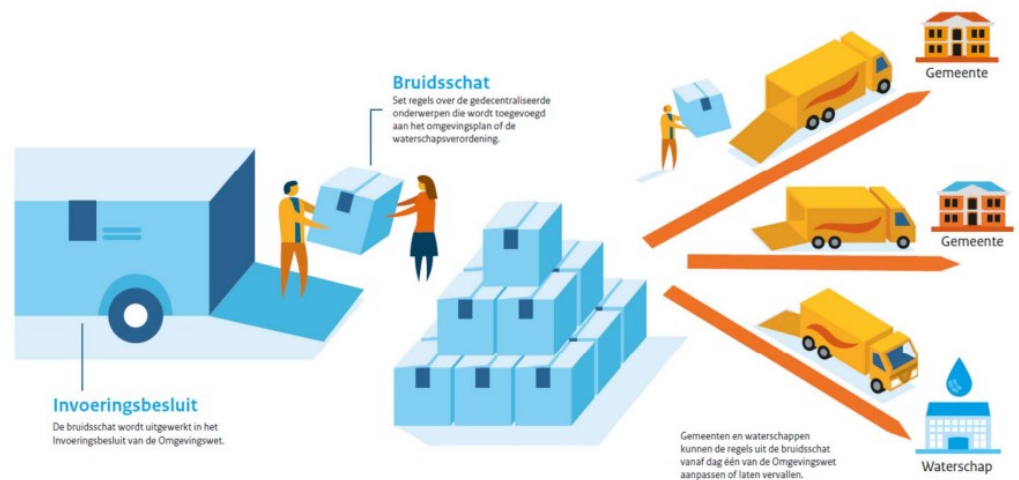 Bruidsschat
Set regels over de gedecentraliseerde
onderwerpen die wordt toegevoegd
aan het omgevingsplan of de
waterschapsverordening.
Gemeente
Gemeente
Invoeringsbesluit
De bruidsschat wordt uitgewerkt in het
Invoeringsbesluit van de Omgevingswet.
Gemeenten en waterschappen
kunnen de regels uit de bruidsschat
vanaf dag één van de Omgevingswet
aanpassen of laten vervallen.
Waterschap